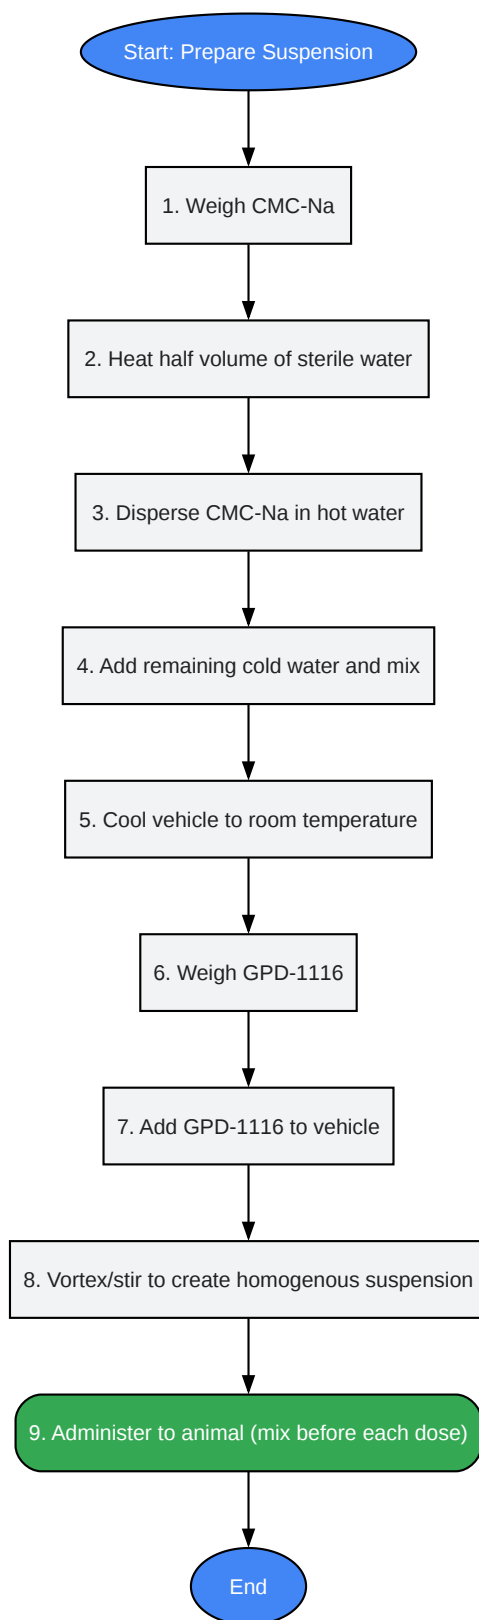 Start: Prepare Suspension
1. Weigh CMC-Na
2. Heat half volume of sterile water
3. Disperse CMC-Na in hot water
4. Add remaining cold water and mix
5. Cool vehicle to room temperature
6. Weigh GPD-1116
7. Add GPD-1116 to vehicle
8. Vortex/stir to create homogenous suspension
9. Administer to animal (mix before each dose)
End